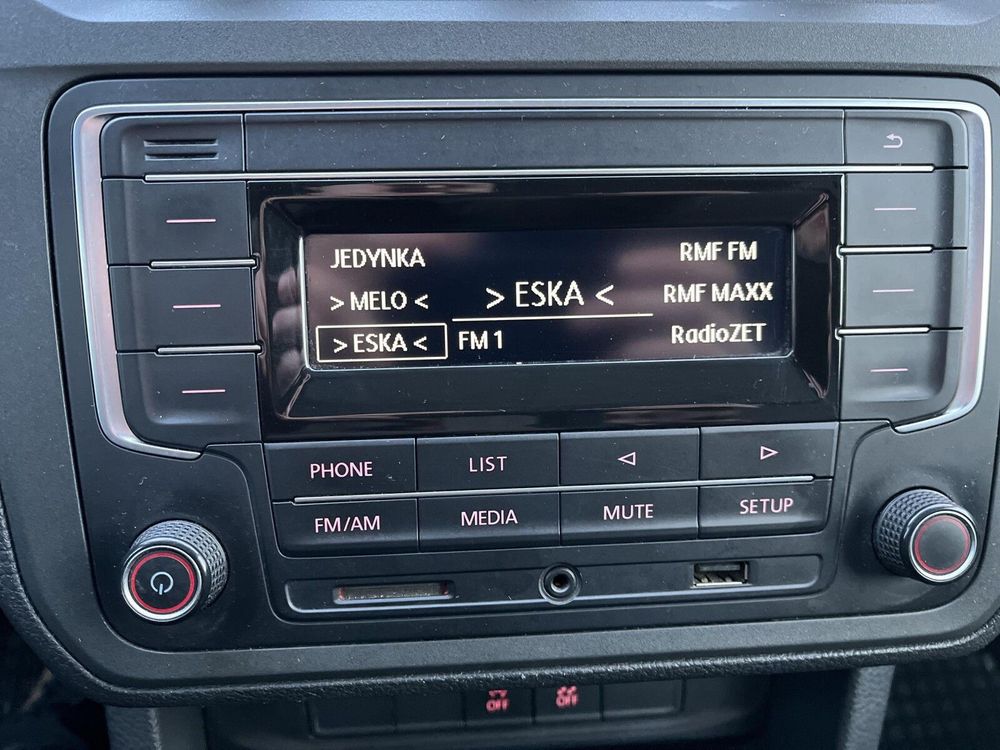 JEDYNKA
> MELO <
> ESKA <
> ESKA <
FM 1
RMF FM
RMF MAXX
RadioZET
PHONE
LIST
FM/AM
MEDIA
MUTE
SETUP
OFF
OFF